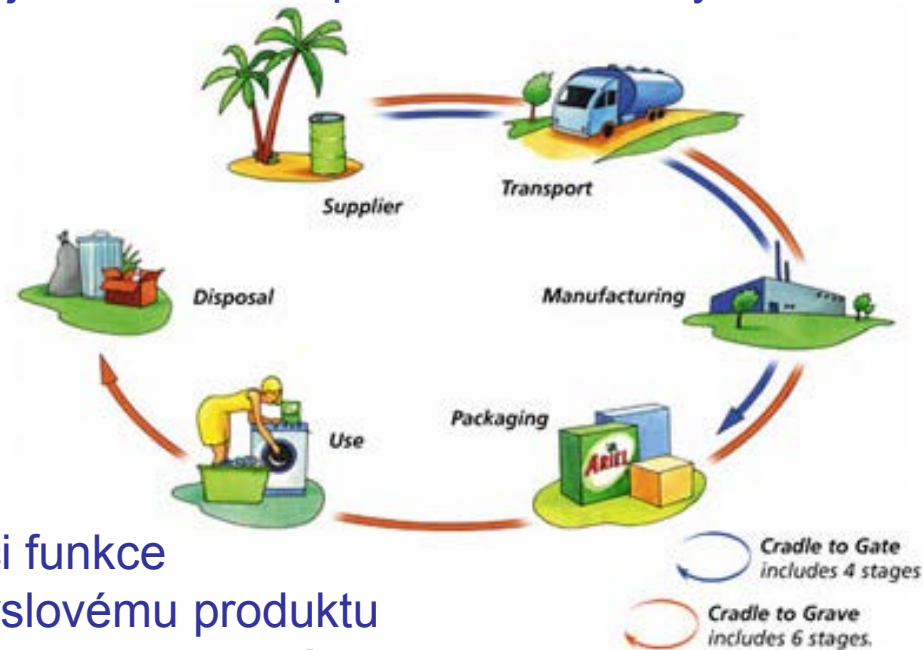 Transport
Supplier
Disposal
Manufacturing
Packaging
ARIEL
Use
funkce
produktu
Cradle to Gate
includes 4 stages
Cradle to Grave
includes 6 stages.